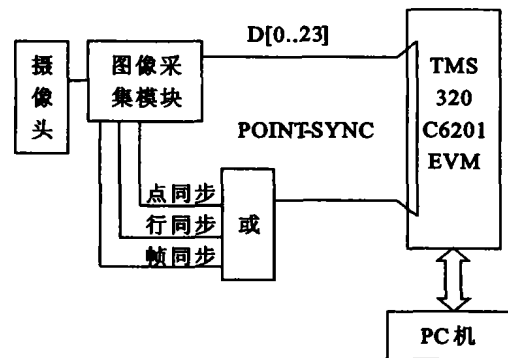 D[0..23]
摄
像
头
图像采
集模块
TMS
320
C6201
EVM
POINT-SYNC
点同步
行同步
帧同步
或
PC机